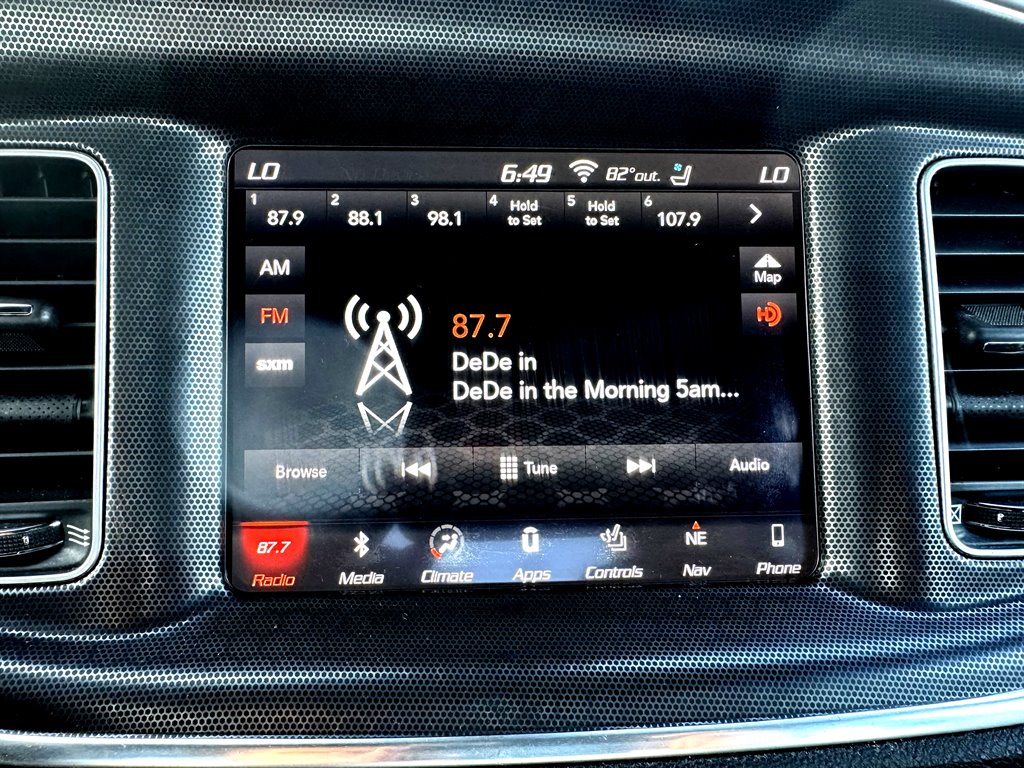 LO 6:49 82°out. LO
1 87.9 2 88.1 3 98.1 4 Hold to Set 5 Hold to Set 6 107.9
AM
Map
FM
HD
sxm
87.7
DeDe in
DeDe in the Morning 5am...
Browse Tune Audio
87.7 NE
Radio Media Climate Apps Controls Nav Phone